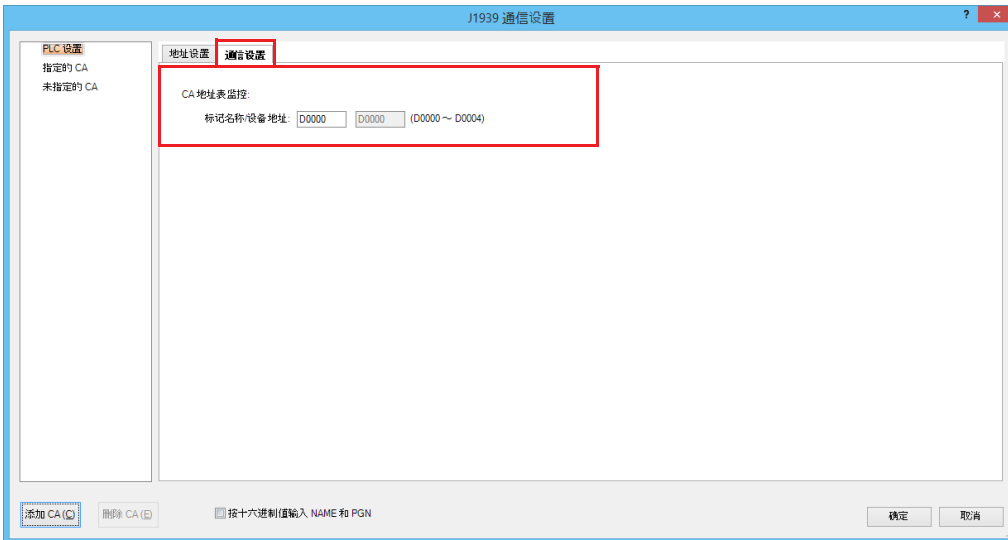 J1939 通信设置
?
×
PLC 设置
指定的 CA
未指定的 CA
地址设置
通信设置
CA 地址表监控:
标记名称/设备地址: D0000 D0000 (D0000～D0004)
添加 CA(C)
删除 CA(E)
按十六进制值输入 NAME 和 PGN
确定
取消